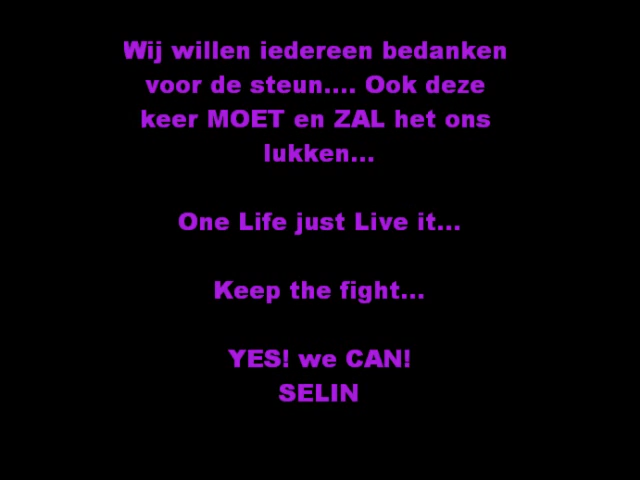 Wij willen iedereen bedanken
voor de steun.... Ook deze
keer MOET en ZAL het ons
lukken...
One Life just Live it...
Keep the fight...
YES! we CAN!
SELIN